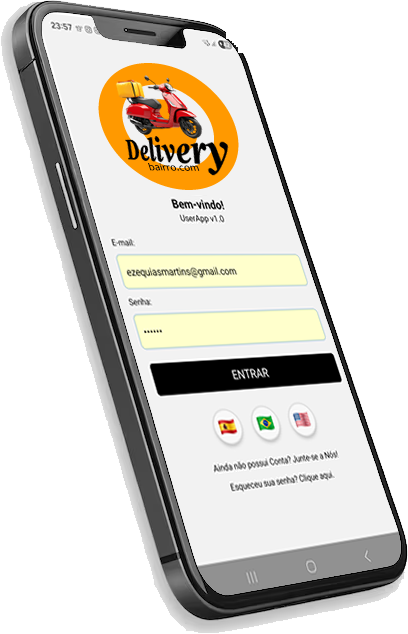 23:57
Delivery
bairro.com
Bem-vindo!
UserApp v1.0
E-mail:
ezequiasmartins@gmail.com
Senha:
••••••
ENTRAR
Ainda não possui Conta? Junte-se a Nós!
Esqueceu sua senha? Clique aqui.